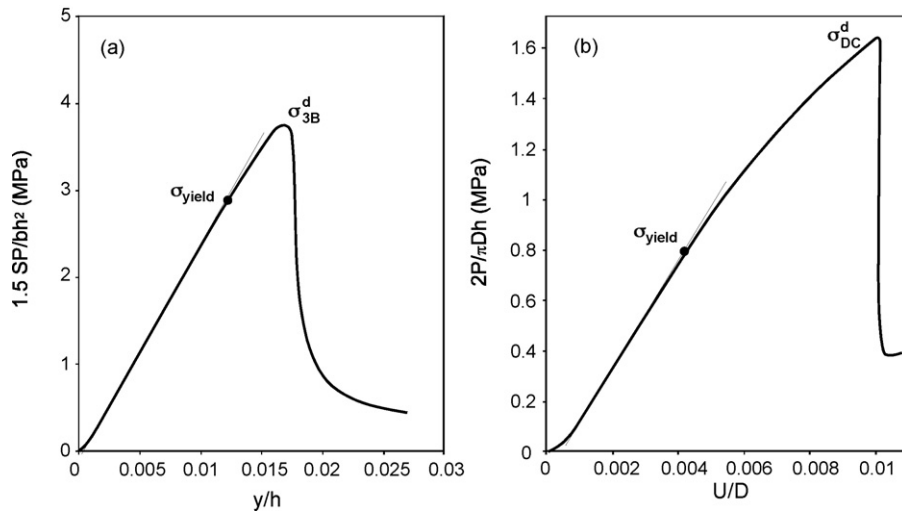 (a)
1.5 SP/bh² (MPa)
5
4
3
2
1
0
σyield
σ3Bd
0 0.005 0.01 0.015 0.02 0.025 0.03
y/h
(b)
2P/πDh (MPa)
1.6
1.4
1.2
1
0.8
0.6
0.4
0.2
0
σyield
σDCd
0 0.002 0.004 0.006 0.008 0.01
U/D